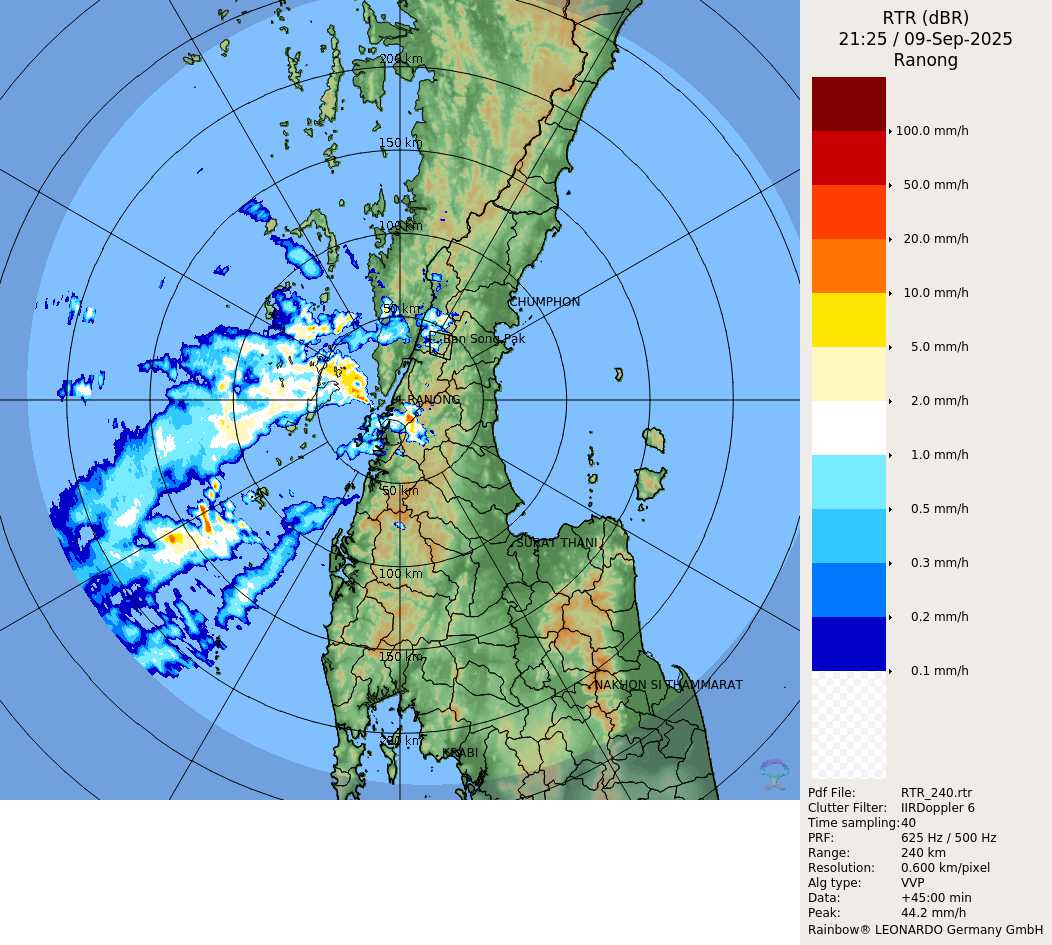 RTR (dBR)
21:25 / 09-Sep-2025
Ranong
200 km
150 km
100 km
50 km
CHUMPHON
Ban Song Pak
RANONG
50 km
SURAT THANI
100 km
150 km
NAKHON SI THAMMARAT
200 km
KRABI
100.0 mm/h
50.0 mm/h
20.0 mm/h
10.0 mm/h
5.0 mm/h
2.0 mm/h
1.0 mm/h
0.5 mm/h
0.3 mm/h
0.2 mm/h
0.1 mm/h
Pdf File: RTR_240.rtr
Clutter Filter: IIRDoppler 6
Time sampling: 40
PRF: 625 Hz / 500 Hz
Range: 240 km
Resolution: 0.600 km/pixel
Alg type: VVP
Data: +45:00 min
Peak: 44.2 mm/h
Rainbow® LEONARDO Germany GmbH